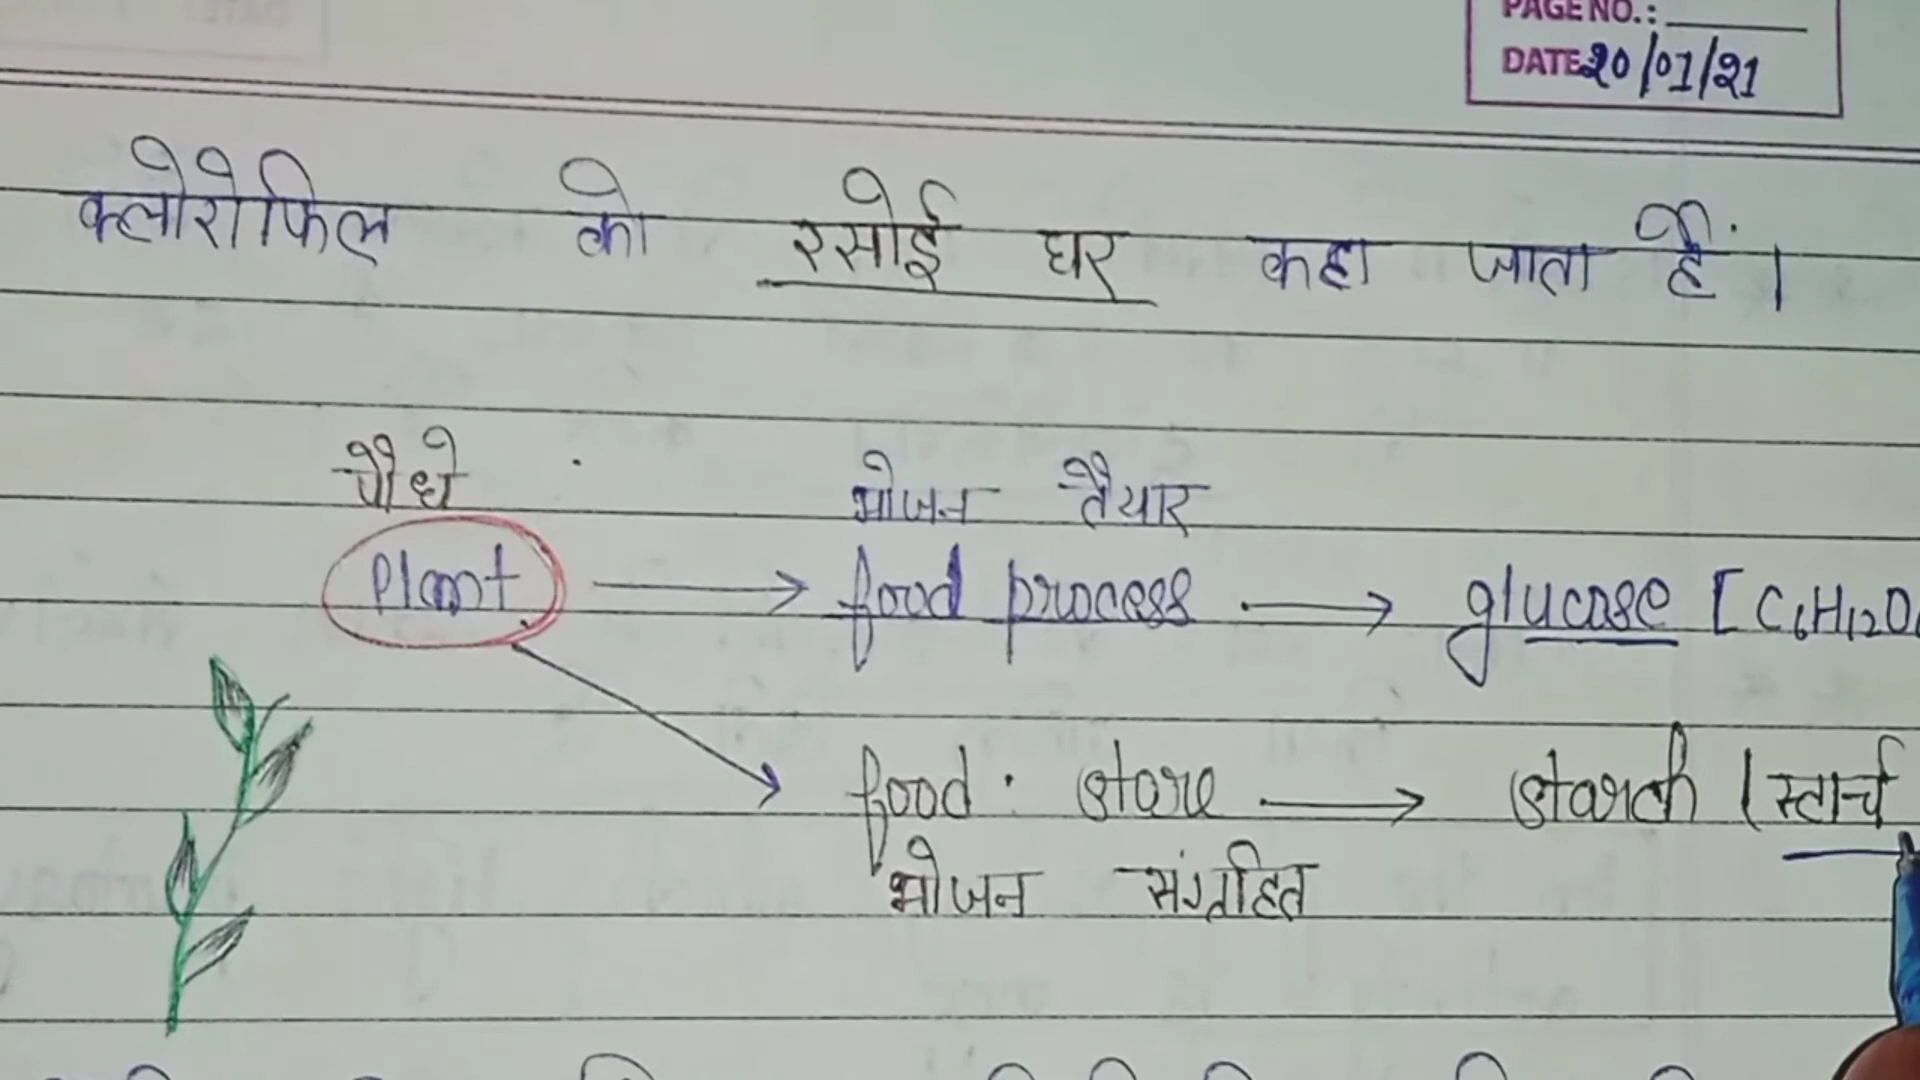 PAGE NO.:
DATE 20/01/21
क्लोरोफिल को रसोई घर कहा जाता हैं।
पौधे भोजन तैयार
Plant → food process → glucose [C₆H₁₂O₆
food store → starch (स्टार्च
भोजन संग्रहित